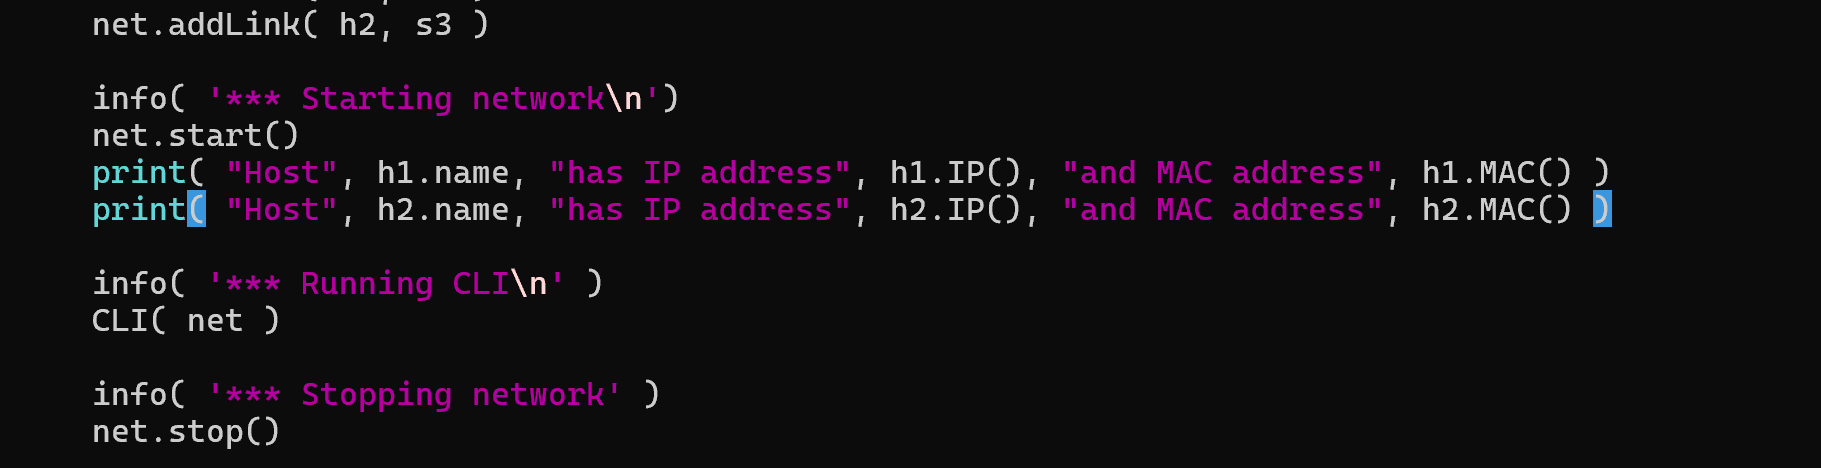 net.addLink( h2, s3 )
info( '*** Starting network\n')
net.start()
print( "Host", h1.name, "has IP address", h1.IP(), "and MAC address", h1.MAC() )
print( "Host", h2.name, "has IP address", h2.IP(), "and MAC address", h2.MAC() )
info( '*** Running CLI\n' )
CLI( net )
info( '*** Stopping network' )
net.stop()